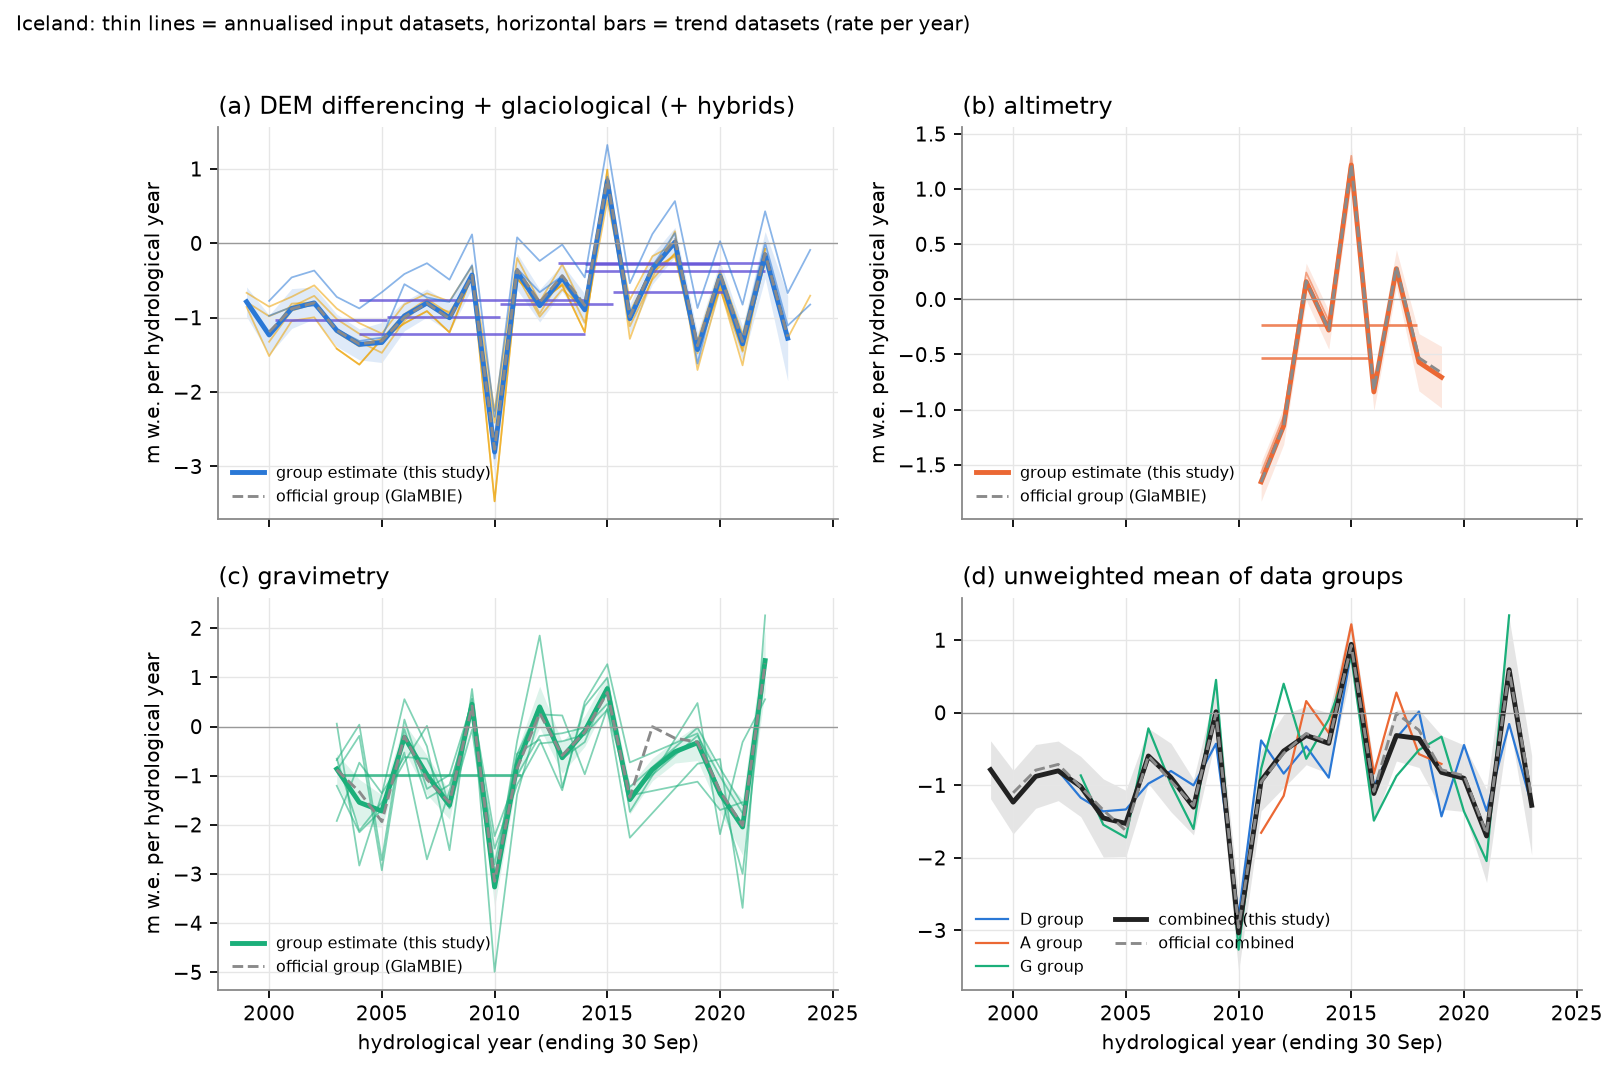 Iceland: thin lines = annualised input datasets, horizontal bars = trend datasets (rate per year)
(a) DEM differencing + glaciological (+ hybrids)
m w.e. per hydrological year
1
0
−1
−2
−3
group estimate (this study)
official group (GlaMBIE)
(b) altimetry
m w.e. per hydrological year
1.5
1.0
0.5
0.0
−0.5
−1.0
−1.5
group estimate (this study)
official group (GlaMBIE)
(c) gravimetry
m w.e. per hydrological year
2
1
0
−1
−2
−3
−4
−5
group estimate (this study)
official group (GlaMBIE)
2000 2005 2010 2015 2020 2025
hydrological year (ending 30 Sep)
(d) unweighted mean of data groups
1
0
−1
−2
−3
D group
A group
G group
combined (this study)
official combined
2000 2005 2010 2015 2020 2025
hydrological year (ending 30 Sep)